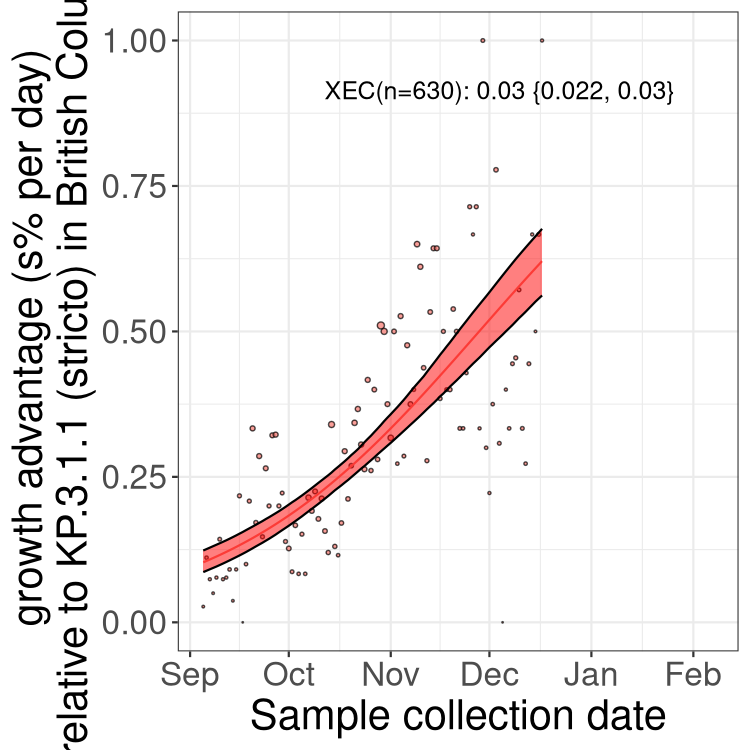 growth advantage (s% per day)
relative to KP.3.1.1 (stricto) in British Colu
1.00
0.75
0.50
0.25
0.00
XEC(n=630): 0.03 {0.022, 0.03}
Sep Oct Nov Dec Jan Feb
Sample collection date